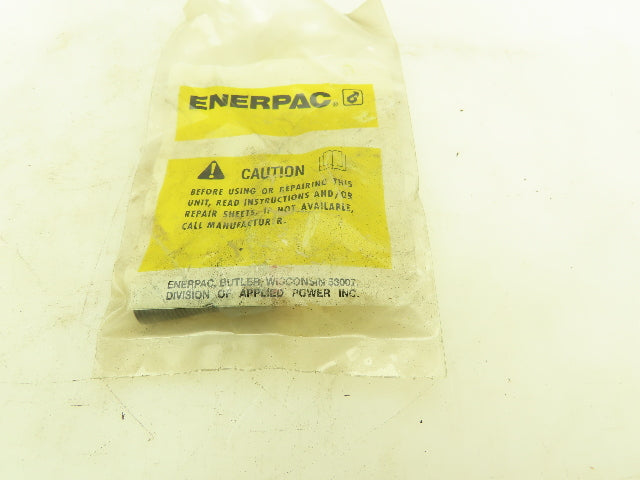 ENERPAC®
CAUTION
BEFORE USING OR REPAIRING THIS
UNIT, READ INSTRUCTIONS AND/OR
REPAIR SHEETS. IF NOT AVAILABLE,
CALL MANUFACTURER.
ENERPAC, BUTLER, WISCONSIN 53007
DIVISION OF APPLIED POWER INC.